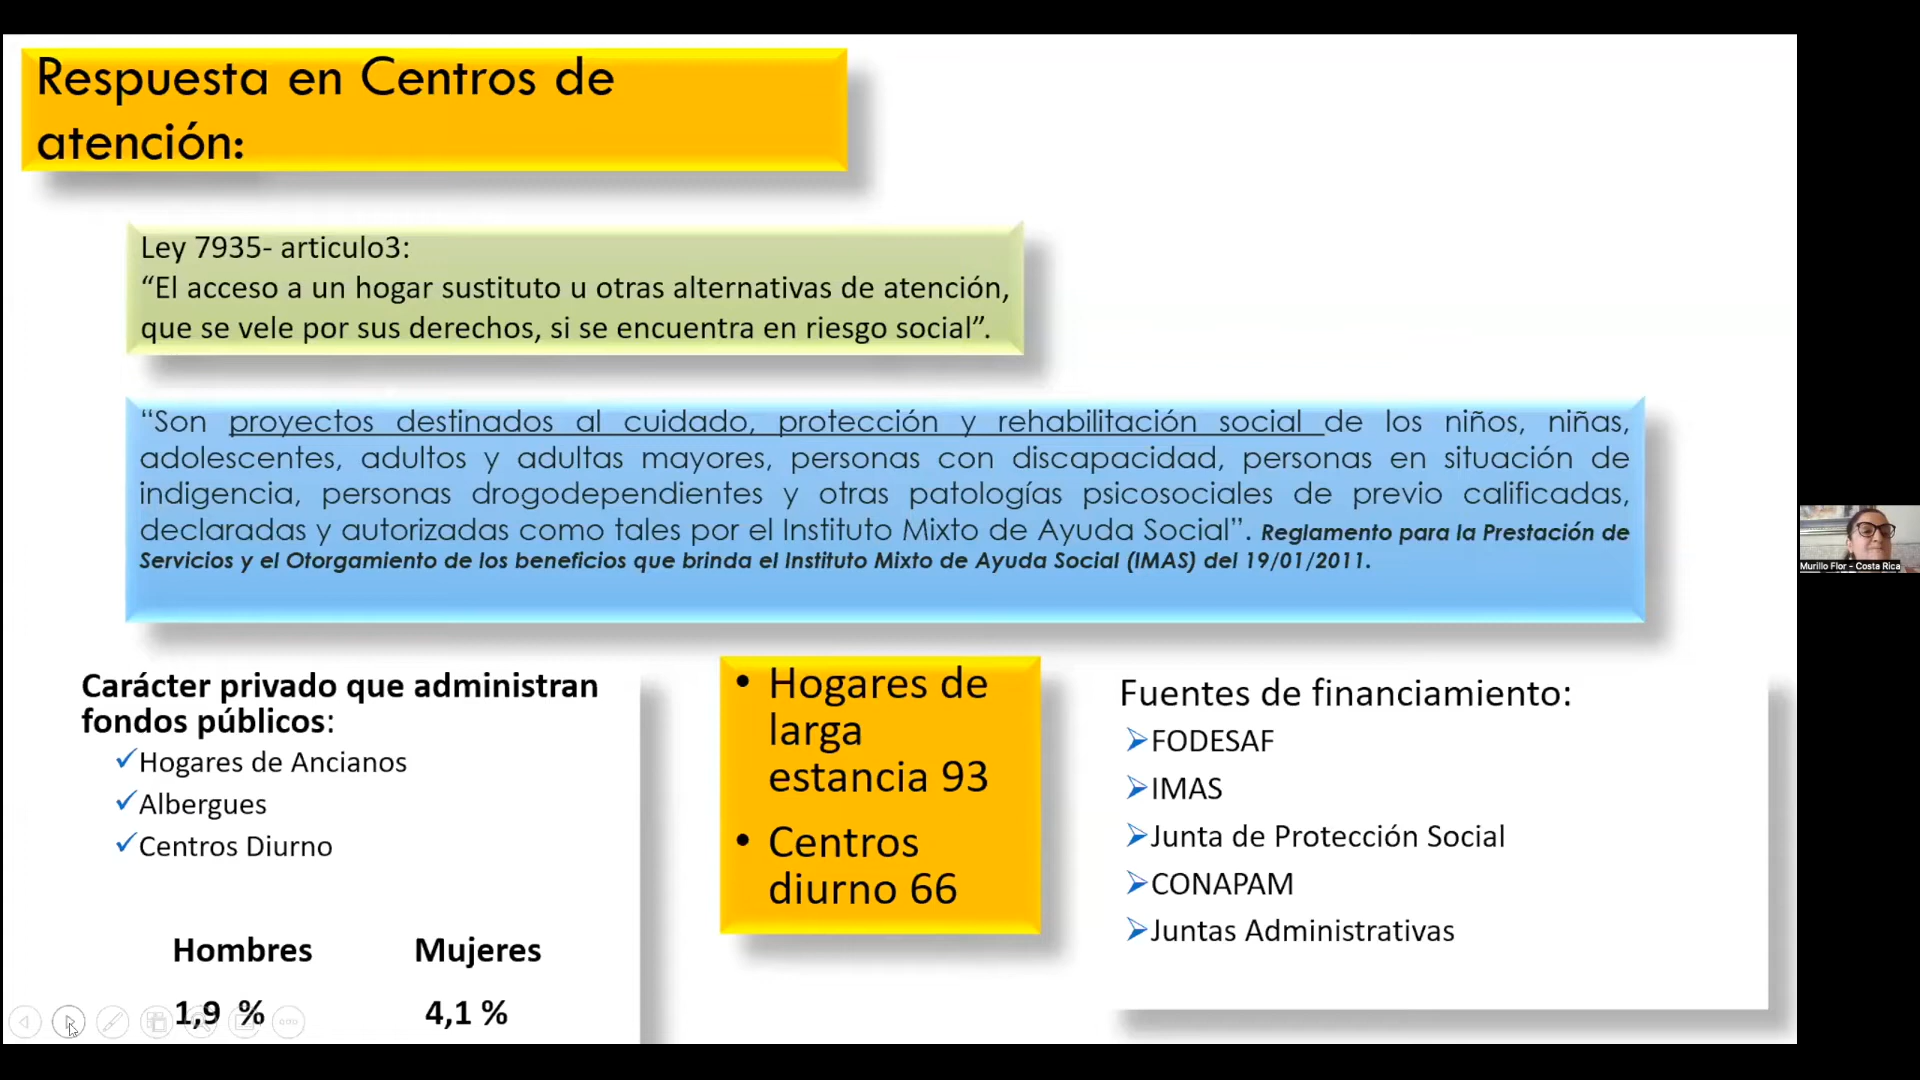 Respuesta en Centros de
atención:
Ley 7935- articulo3:
“El acceso a un hogar sustituto u otras alternativas de atención,
que se vele por sus derechos, si se encuentra en riesgo social”.
“Son proyectos destinados al cuidado, protección y rehabilitación social de los niños, niñas,
adolescentes, adultos y adultas mayores, personas con discapacidad, personas en situación de
indigencia, personas drogodependientes y otras patologías psicosociales de previo calificadas,
declaradas y autorizadas como tales por el Instituto Mixto de Ayuda Social”. Reglamento para la Prestación de
Servicios y el Otorgamiento de los beneficios que brinda el Instituto Mixto de Ayuda Social (IMAS) del 19/01/2011.
Carácter privado que administran
fondos públicos:
Hogares de Ancianos
Albergues
Centros Diurno
Hombres Mujeres
1,9 % 4,1 %
• Hogares de
larga
estancia 93
• Centros
diurno 66
Fuentes de financiamiento:
FODESAF
IMAS
Junta de Protección Social
CONAPAM
Juntas Administrativas
Murillo Flor - Costa Rica